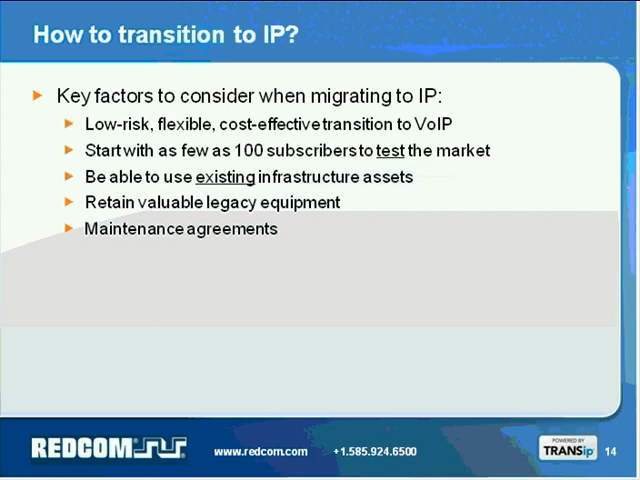 How to transition to IP?
Key factors to consider when migrating to IP:
Low-risk, flexible, cost-effective transition to VoIP
Start with as few as 100 subscribers to test the market
Be able to use existing infrastructure assets
Retain valuable legacy equipment
Maintenance agreements
REDCOM www.redcom.com +1.585.924.6500 POWERED BY TRANSip 14